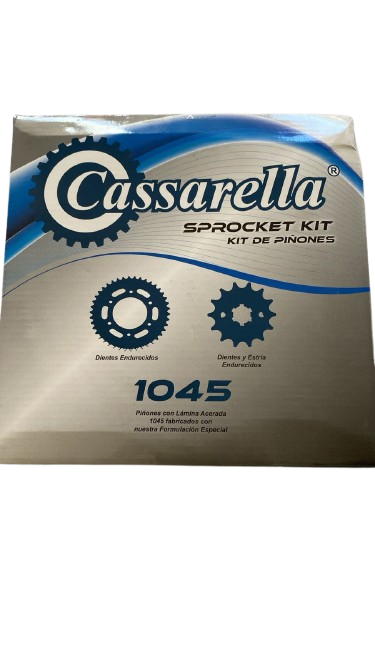 Cassarella®
SPROCKET KIT
KIT DE PIÑONES
Dientes Endurecidos
Dientes y Estria
Endurecidos
1045
Piñones con Lámina Acerada
1045 fabricados con
nuestra Formulación Especial